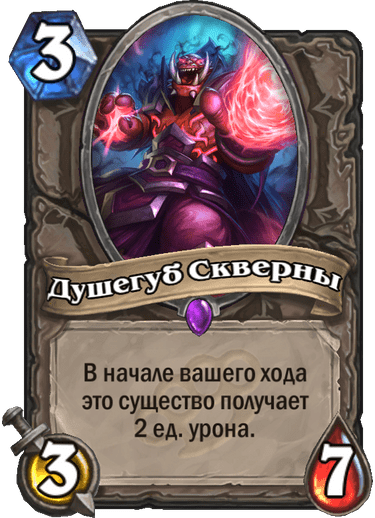 3
Душегуб Скверны
В начале вашего хода
это существо получает
2 ед. урона.
3
7